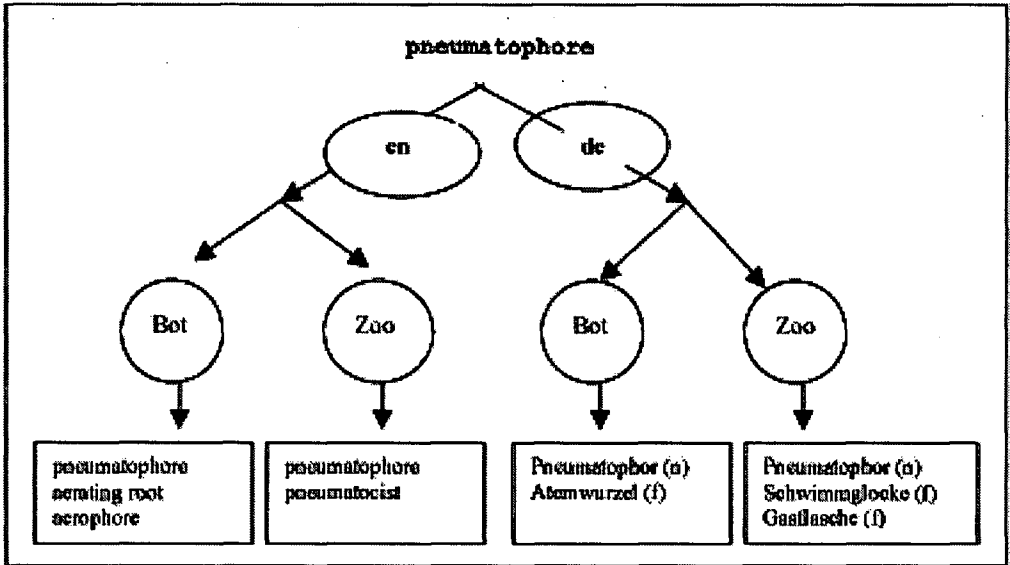 pneumatophore
en
de
Bot
Zoo
Bot
Zoo
pneumatophore
aerating root
aerophore
pneumatophore
pneumatocist
Pneumatophor (n)
Atemwurzel (f)
Pneumatophor (n)
Schwimmglocke (f)
Gasflasche (f)